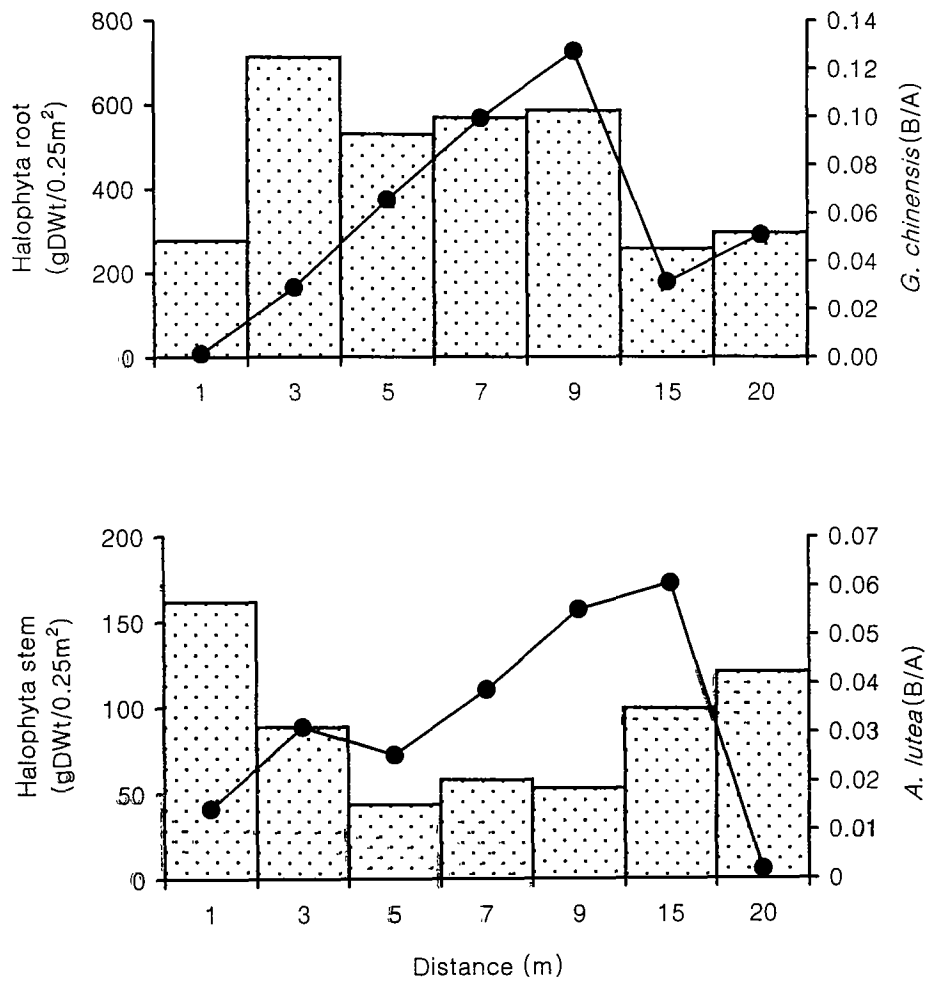 Halophyta root
(gDWt/0.25m²)
800
600
400
200
0
0.14
0.12
0.10
0.08
0.06
0.04
0.02
0.00
G. chinensis (B/A)
1 3 5 7 9 15 20
Halophyta stem
(gDWt/0.25m²)
200
150
100
50
0
0.07
0.06
0.05
0.04
0.03
0.02
0.01
0
A. lutea (B/A)
1 3 5 7 9 15 20
Distance (m)